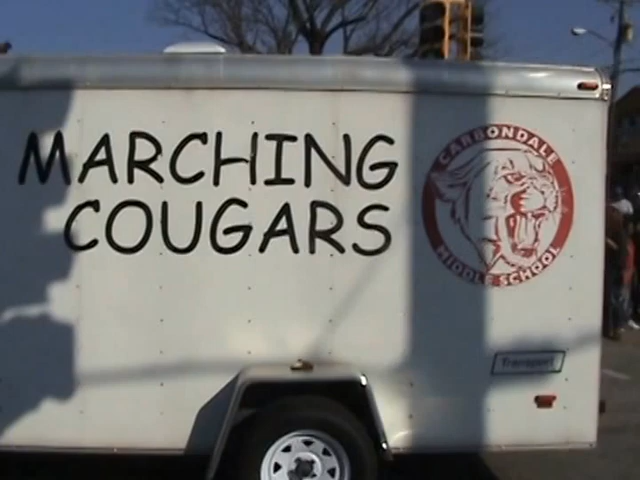 MARCHING
COUGARS
CARBONDALE
MIDDLE SCHOOL
Transport